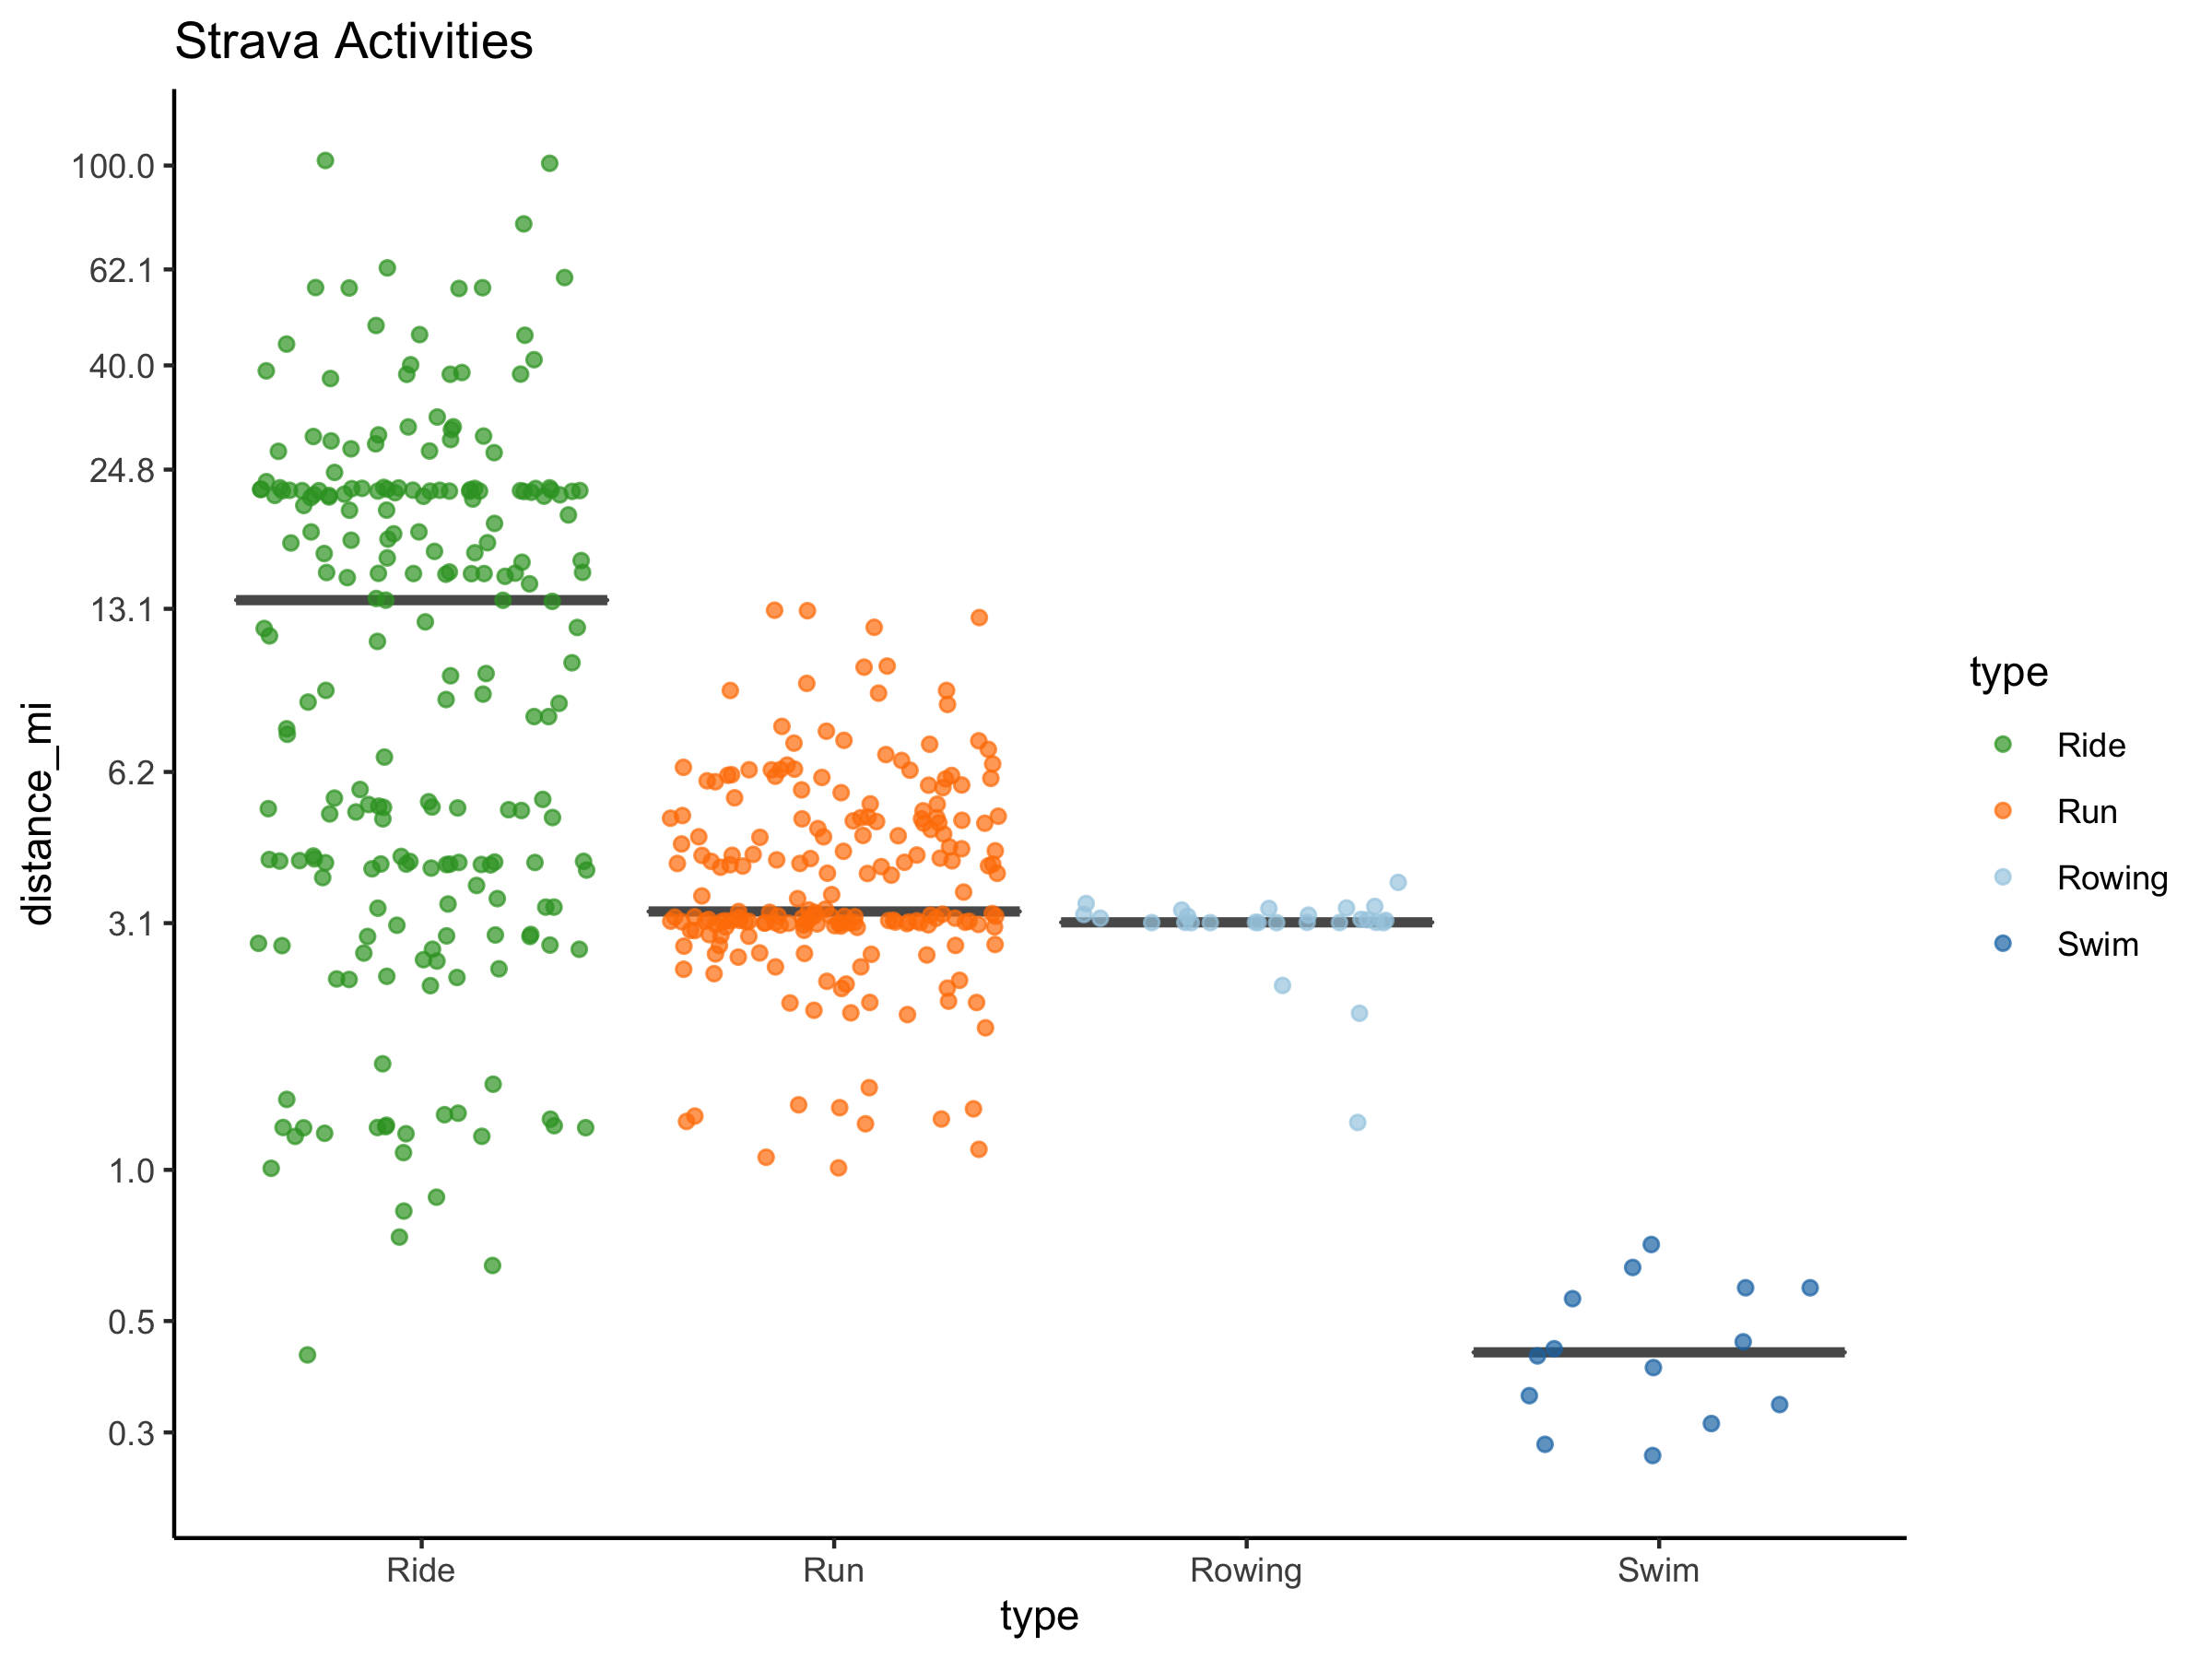 Strava Activities
distance_mi
100.0
62.1
40.0
24.8
13.1
6.2
3.1
1.0
0.5
0.3
Ride
Run
Rowing
Swim
type
type
Ride
Run
Rowing
Swim